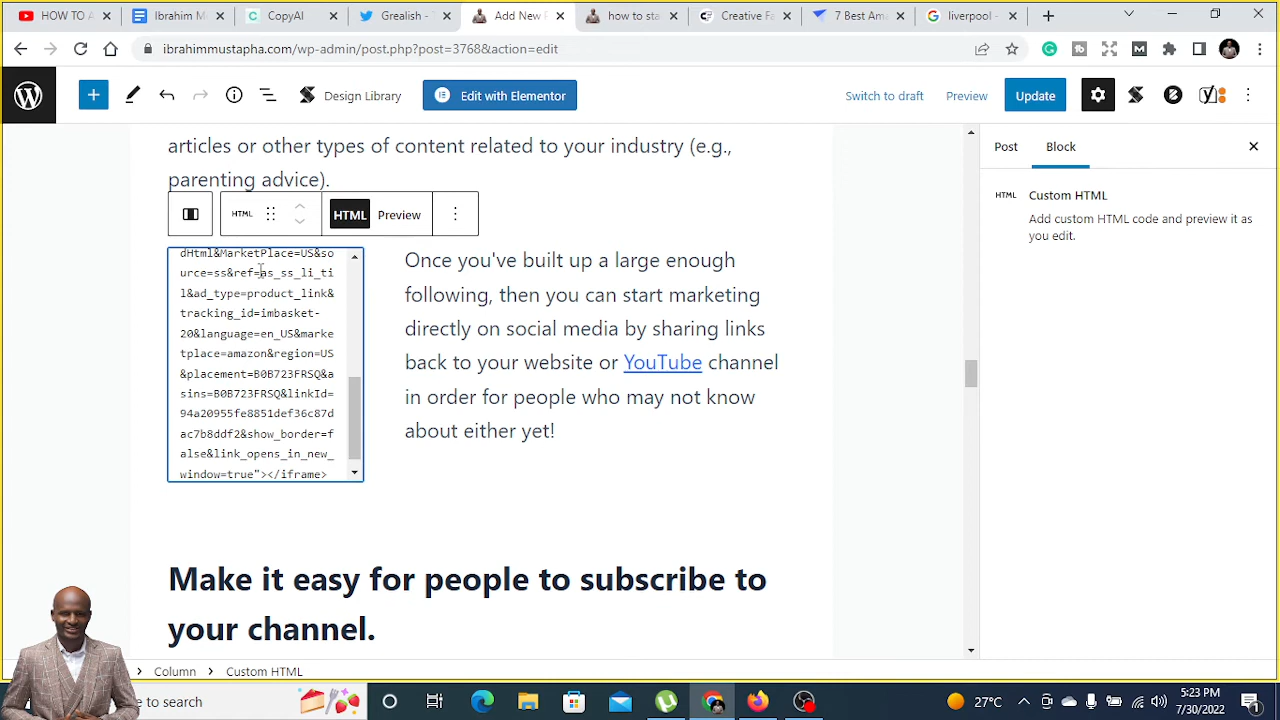 HOW TO A
Ibrahim M
CopyAI
Grealish -
Add New P
how to sta
Creative Fa
7 Best Ama
liverpool -
ibrahimmustapha.com/wp-admin/post.php?post=3768&action=edit
Design Library
Edit with Elementor
Switch to draft
Preview
Update
articles or other types of content related to your industry (e.g.,
parenting advice).
HTML
HTML
Preview
dHtml&MarketPlace=US&so
urce=ss&ref=as_ss_li_ti
l&ad_type=product_link&
tracking_id=imbasket-
20&language=en_US&marke
tplace=amazon&region=US
&placement=B0B723FRSQ&a
sins=B0B723FRSQ&linkId=
94a20955fe8851def36c87d
ac7b8ddf2&show_border=f
alse&link_opens_in_new_
window=true"></iframe>
Once you've built up a large enough
following, then you can start marketing
directly on social media by sharing links
back to your website or YouTube channel
in order for people who may not know
about either yet!
Make it easy for people to subscribe to
your channel.
Post
Block
HTML
Custom HTML
Add custom HTML code and preview it as
you edit.
Column
Custom HTML
re to search
27°C
5:23 PM
7/30/2022